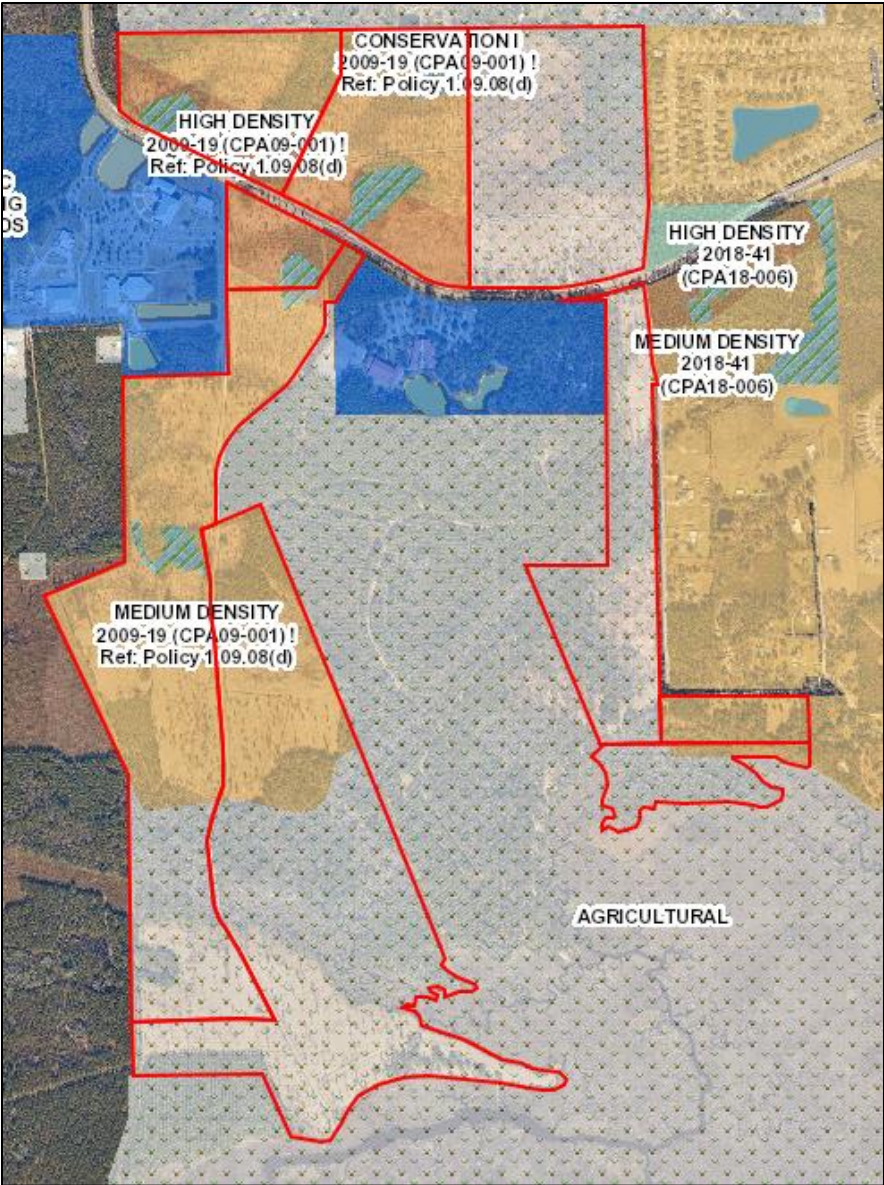 CONSERVATION I
2009-19 (CPA09-001) !
Ref: Policy 1.09.08(d)
HIGH DENSITY
2009-19 (CPA09-001) !
Ref: Policy 1.09.08(d)
C
IG
DS
HIGH DENSITY
2018-41
(CPA18-006)
MEDIUM DENSITY
2018-41
(CPA18-006)
MEDIUM DENSITY
2009-19 (CPA09-001) !
Ref: Policy 1.09.08(d)
AGRICULTURAL